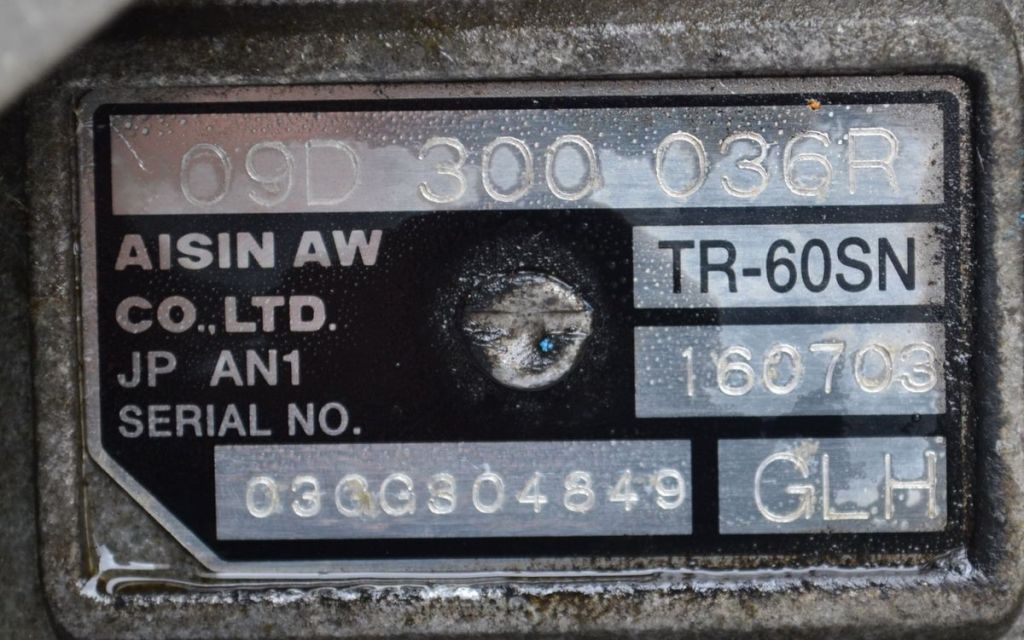 09D 300 036R
AISIN AW
CO.,LTD.
JP AN1
SERIAL NO.
TR-60SN
160703
03GG304849
GLH